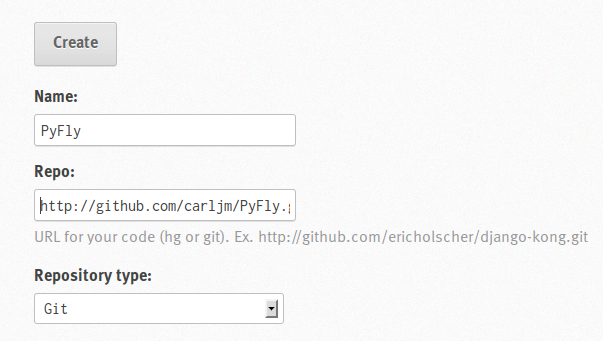 Create
Name:
PyFly
Repo:
http://github.com/carljm/PyFly.g
URL for your code (hg or git). Ex. http://github.com/ericholscher/django-kong.git
Repository type:
Git